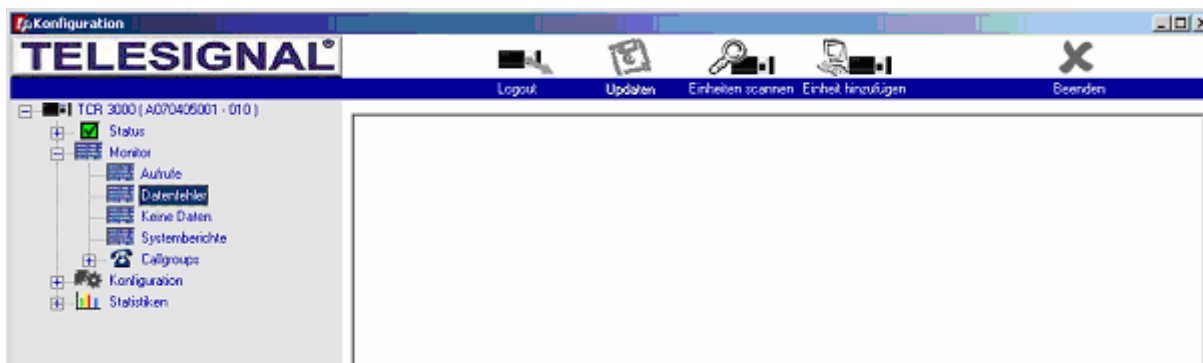 Konfiguration
TELESIGNAL®
Logout Updaten Einheiten scannen Einheit hinzufügen Beenden
TCR 3000 ( A070405001 - 010 )
Status
Monitor
Aufrufe
Datenfehler
Keine Daten
Systemberichte
Callgroups
Konfiguration
Statistiken